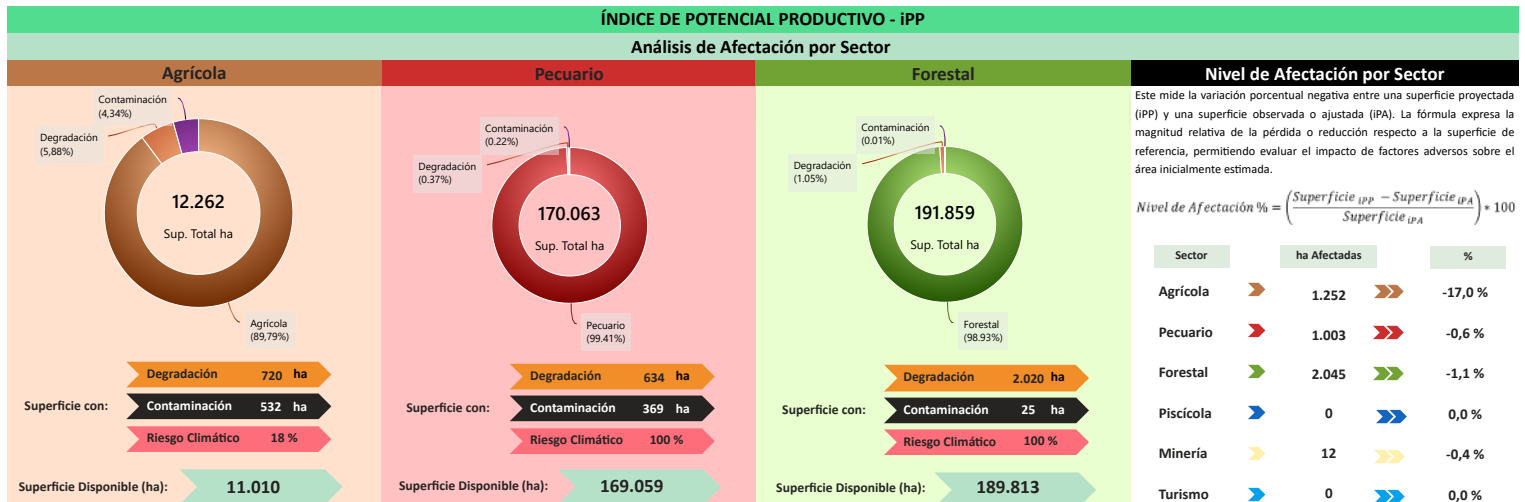 ÍNDICE DE POTENCIAL PRODUCTIVO - iPP
Análisis de Afectación por Sector
Agrícola
Contaminación
(4,34%)
Degradación
(5,88%)
12.262
Sup. Total ha
Agrícola
(89,79%)
Superficie con:
Degradación 720 ha
Contaminación 532 ha
Riesgo Climático 18 %
Superficie Disponible (ha): 11.010
Pecuario
Contaminación
(0.22%)
Degradación
(0.37%)
170.063
Sup. Total ha
Pecuario
(99.41%)
Superficie con:
Degradación 634 ha
Contaminación 369 ha
Riesgo Climático 100 %
Superficie Disponible (ha): 169.059
Forestal
Contaminación
(0.01%)
Degradación
(1.05%)
191.859
Sup. Total ha
Forestal
(98.93%)
Superficie con:
Degradación 2.020 ha
Contaminación 25 ha
Riesgo Climático 100 %
Superficie Disponible (ha): 189.813
Nivel de Afectación por Sector
Este mide la variación porcentual negativa entre una superficie proyectada
(iPP) y una superficie observada o ajustada (iPA). La fórmula expresa la
magnitud relativa de la pérdida o reducción respecto a la superficie de
referencia, permitiendo evaluar el impacto de factores adversos sobre el
área inicialmente estimada.
Nivel de Afectación % = (Superficie iPP − Superficie iPA / Superficie iPA) * 100
Sector ha Afectadas %
Agrícola 1.252 -17,0 %
Pecuario 1.003 -0,6 %
Forestal 2.045 -1,1 %
Piscícola 0 0,0 %
Minería 12 -0,4 %
Turismo 0 0,0 %